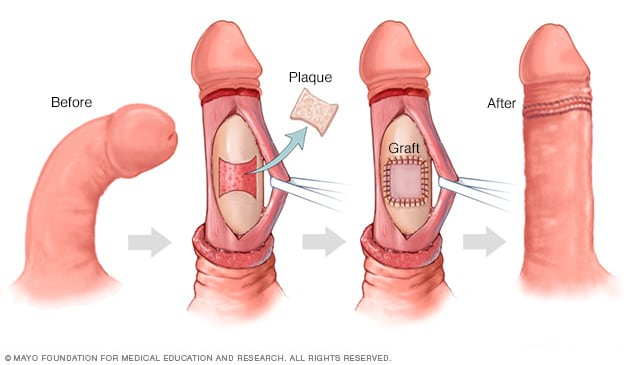 Before
Plaque
Graft
After
© MAYO FOUNDATION FOR MEDICAL EDUCATION AND RESEARCH. ALL RIGHTS RESERVED.